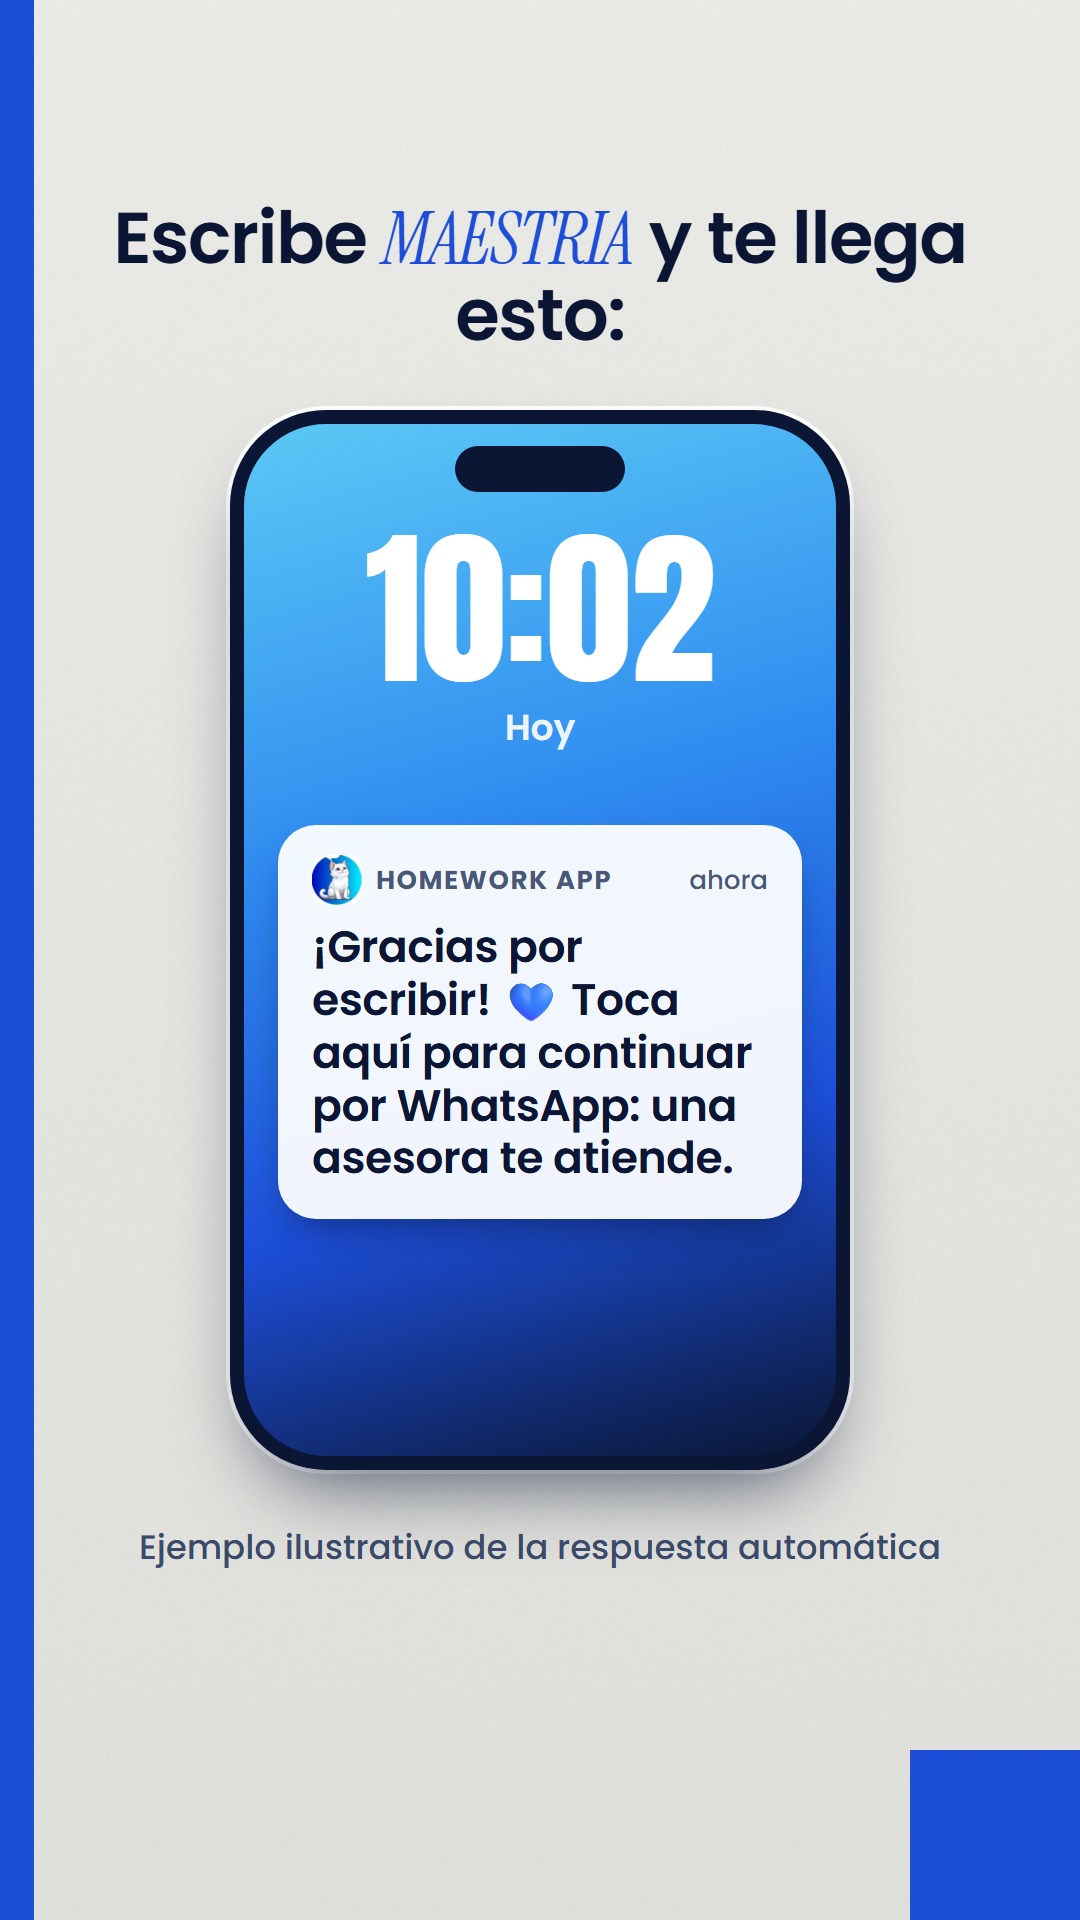 Escribe MAESTRIA y te llega
esto:
10:02
Hoy
HOMEWORK APP ahora
¡Gracias por
escribir! 💙 Toca
aquí para continuar
por WhatsApp: una
asesora te atiende.
Ejemplo ilustrativo de la respuesta automática